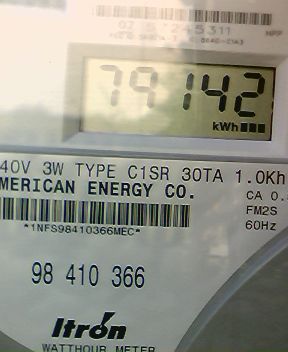 79142
kWh
40V 3W TYPE C1SR 30TA 1.0Kh
MERICAN ENERGY CO.
CA 0.
FM2S
*1NFS98410366MEC*
60Hz
98 410 366
Itron
WATTHOUR METER